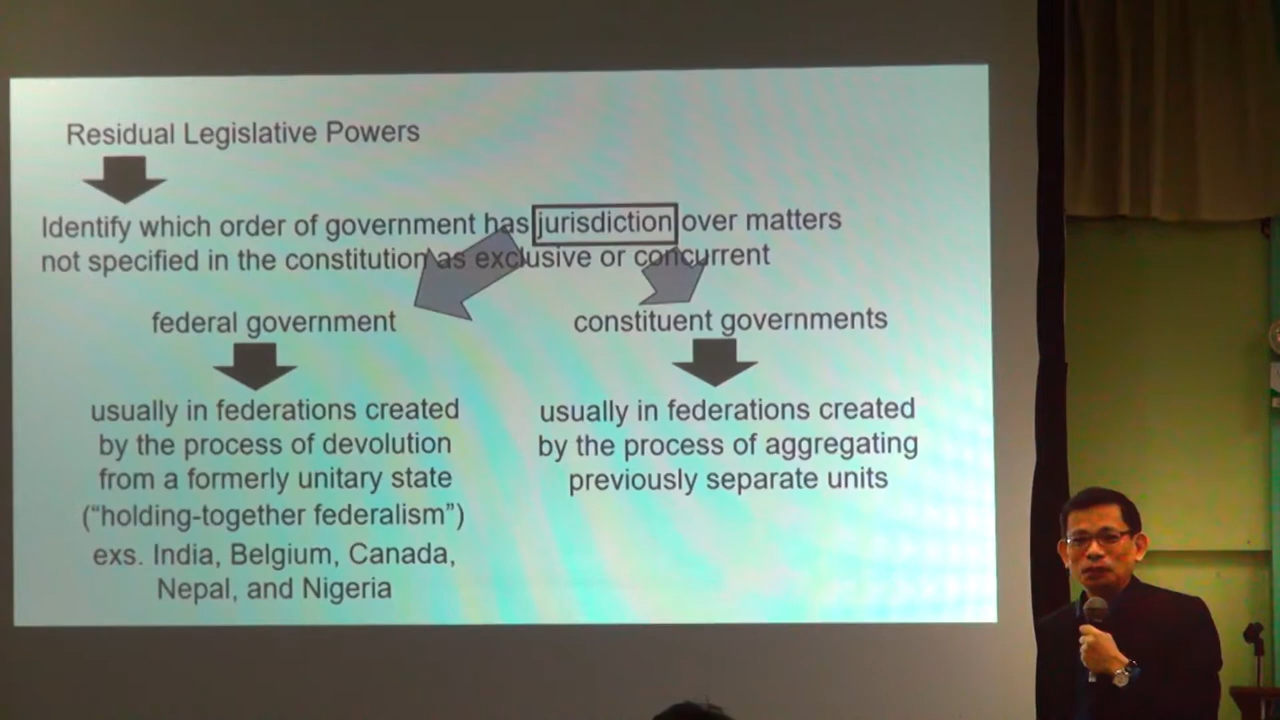 Residual Legislative Powers
Identify which order of government has jurisdiction over matters
not specified in the constitution as exclusive or concurrent
federal government
usually in federations created
by the process of devolution
from a formerly unitary state
(“holding-together federalism”)
exs. India, Belgium, Canada,
Nepal, and Nigeria
constituent governments
usually in federations created
by the process of aggregating
previously separate units